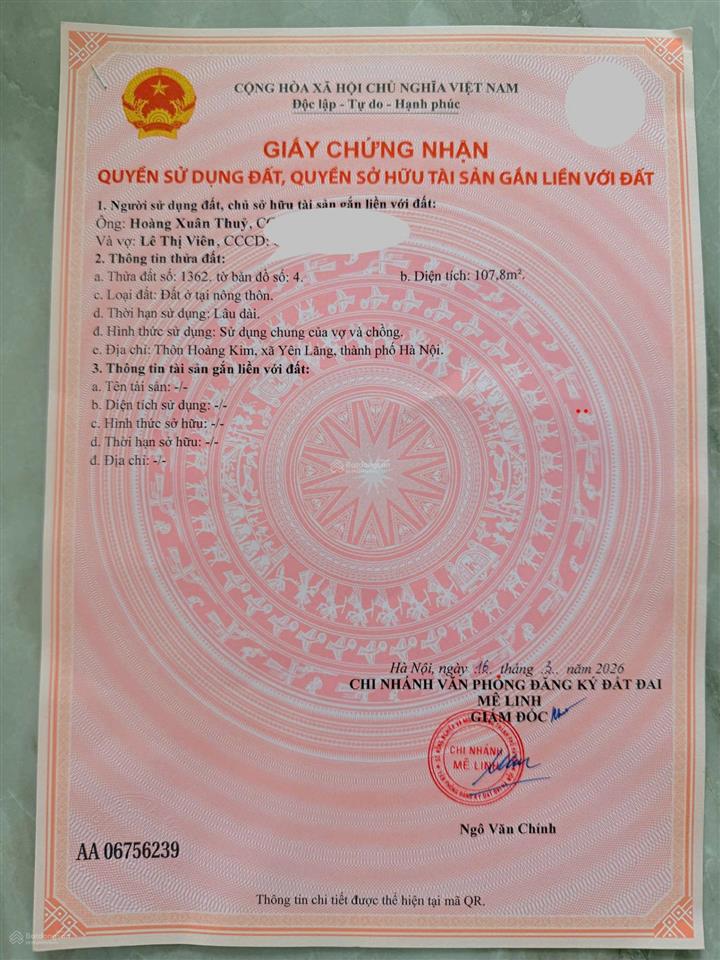 CỘNG HÒA XÃ HỘI CHỦ NGHĨA VIỆT NAM
Độc lập - Tự do - Hạnh phúc
GIẤY CHỨNG NHẬN
QUYỀN SỬ DỤNG ĐẤT, QUYỀN SỞ HỮU TÀI SẢN GẮN LIỀN VỚI ĐẤT
1. Người sử dụng đất, chủ sở hữu tài sản gắn liền với đất:
Ông: Hoàng Xuân Thuỷ,
Và vợ: Lê Thị Viên, CCCD:
2. Thông tin thửa đất:
a. Thửa đất số: 1362, tờ bản đồ số: 4. b. Diện tích: 107,8m².
c. Loại đất: Đất ở tại nông thôn.
d. Thời hạn sử dụng: Lâu dài.
đ. Hình thức sử dụng: Sử dụng chung của vợ và chồng.
e. Địa chỉ: Thôn Hoàng Kim, xã Yên Lãng, thành phố Hà Nội.
3. Thông tin tài sản gắn liền với đất:
a. Tên tài sản: -/-
b. Diện tích sử dụng: -/-
c. Hình thức sở hữu: -/-
d. Thời hạn sở hữu: -/-
đ. Địa chỉ: -/-
Batdongsan
Hà Nội, ngày 16. tháng .3.. năm 2026
CHI NHÁNH VĂN PHÒNG ĐĂNG KÝ ĐẤT ĐAI
MÊ LINH
GIÁM ĐỐC
CHI NHÁNH
MÊ LINH
Ngô Văn Chính
AA 06756239
Thông tin chi tiết được thể hiện tại mã QR.
Batdongsan